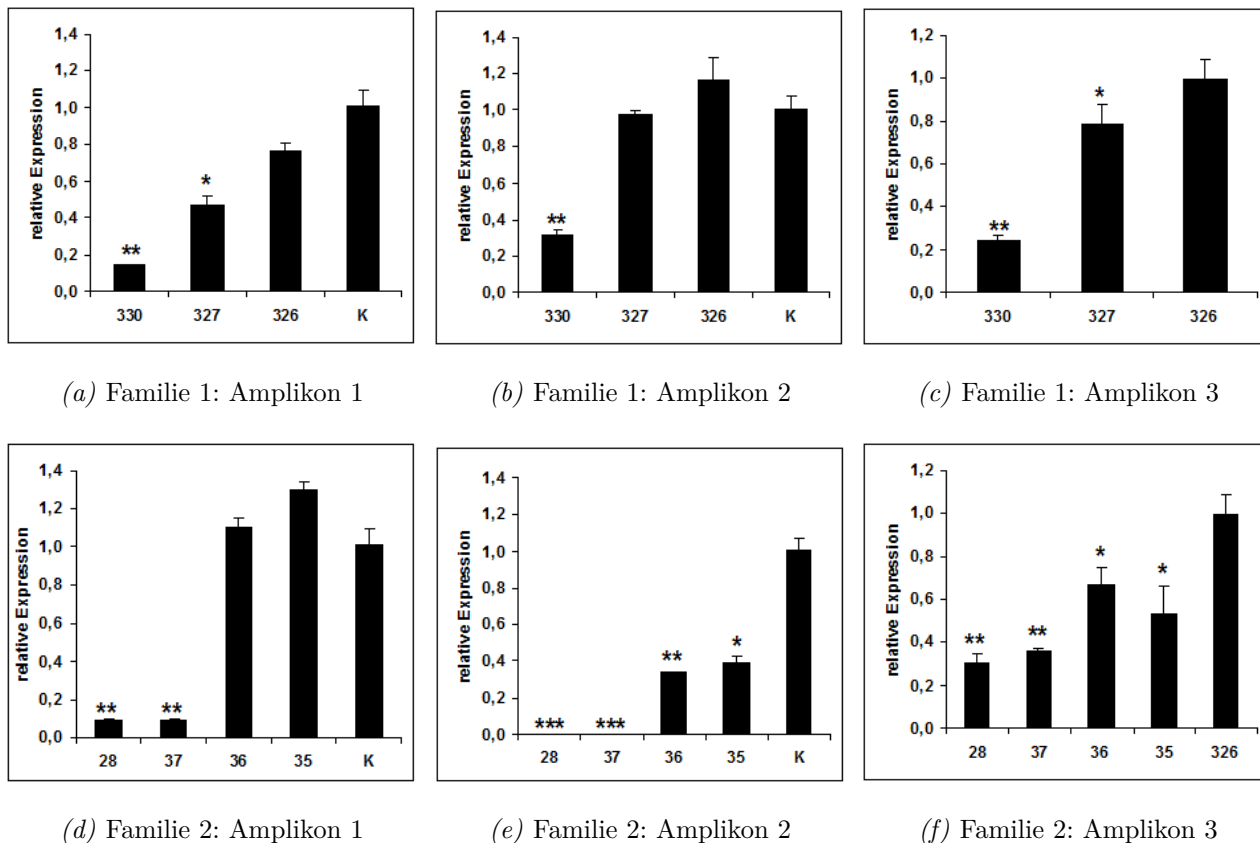 relative Expression
1,4
1,2
1,0
0,8
0,6
0,4
0,2
0,0
**
*
330 327 326 K
(a) Familie 1: Amplikon 1
relative Expression
1,4
1,2
1,0
0,8
0,6
0,4
0,2
0,0
**
330 327 326 K
(b) Familie 1: Amplikon 2
relative Expression
1,2
1,0
0,8
0,6
0,4
0,2
0,0
**
*
330 327 326
(c) Familie 1: Amplikon 3
relative Expression
1,4
1,2
1,0
0,8
0,6
0,4
0,2
0,0
** **
28 37 36 35 K
(d) Familie 2: Amplikon 1
relative Expression
1,4
1,2
1,0
0,8
0,6
0,4
0,2
0,0
*** *** ** *
28 37 36 35 K
(e) Familie 2: Amplikon 2
relative Expression
1,2
1,0
0,8
0,6
0,4
0,2
0,0
** ** * *
28 37 36 35 326
(f) Familie 2: Amplikon 3